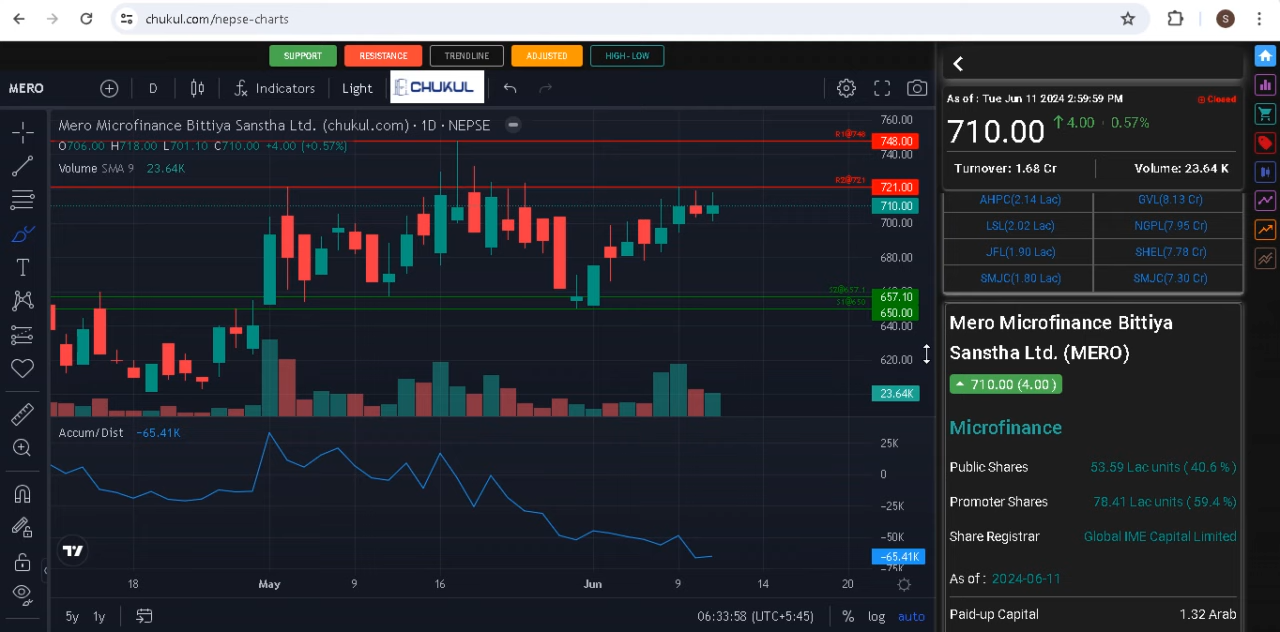 chukul.com/nepse-charts
S
SUPPORT RESISTANCE TRENDLINE ADJUSTED HIGH-LOW
MERO D Indicators Light CHUKUL
Mero Microfinance Bittiya Sanstha Ltd. (chukul.com) · 1D · NEPSE
O706.00 H718.00 L701.10 C710.00 +4.00 (+0.57%)
Volume SMA 9 23.64K
760.00
R1@748 748.00
740.00
R2@721 721.00
710.00
700.00
680.00
S2@657.1 657.10
S1@650 650.00
640.00
620.00
23.64K
Accum/Dist −65.41K
25K
0
−25K
−50K
−65.41K
−75K
18 May 9 16 Jun 9 14 20
5y 1y 06:33:58 (UTC+5:45) % log auto
As of : Tue Jun 11 2024 2:59:59 PM Closed
710.00 4.00 · 0.57%
Turnover: 1.68 Cr Volume: 23.64 K
AHPC(2.14 Lac) GVL(8.13 Cr)
LSL(2.02 Lac) NGPL(7.95 Cr)
JFL(1.90 Lac) SHEL(7.78 Cr)
SMJC(1.80 Lac) SMJC(7.30 Cr)
Mero Microfinance Bittiya
Sanstha Ltd. (MERO)
710.00 (4.00 )
Microfinance
Public Shares 53.59 Lac units ( 40.6 %)
Promoter Shares 78.41 Lac units ( 59.4 %)
Share Registrar Global IME Capital Limited
As of : 2024-06-11
Paid-up Capital 1.32 Arab